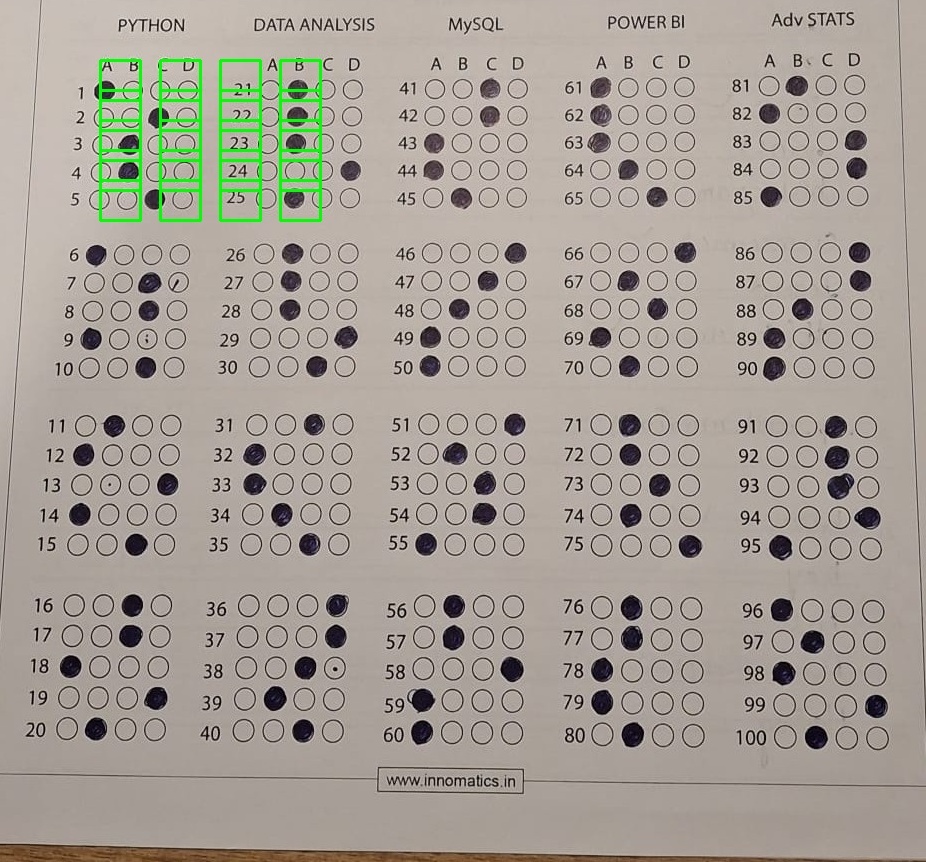 PYTHON DATA ANALYSIS MySQL POWER BI Adv STATS
A B C D A B C D A B C D A B C D A B C D
1 21 41 61 81
2 22 42 62 82
3 23 43 63 83
4 24 44 64 84
5 25 45 65 85
6 26 46 66 86
7 27 47 67 87
8 28 48 68 88
9 29 49 69 89
10 30 50 70 90
11 31 51 71 91
12 32 52 72 92
13 33 53 73 93
14 34 54 74 94
15 35 55 75 95
16 36 56 76 96
17 37 57 77 97
18 38 58 78 98
19 39 59 79 99
20 40 60 80 100
www.innomatics.in